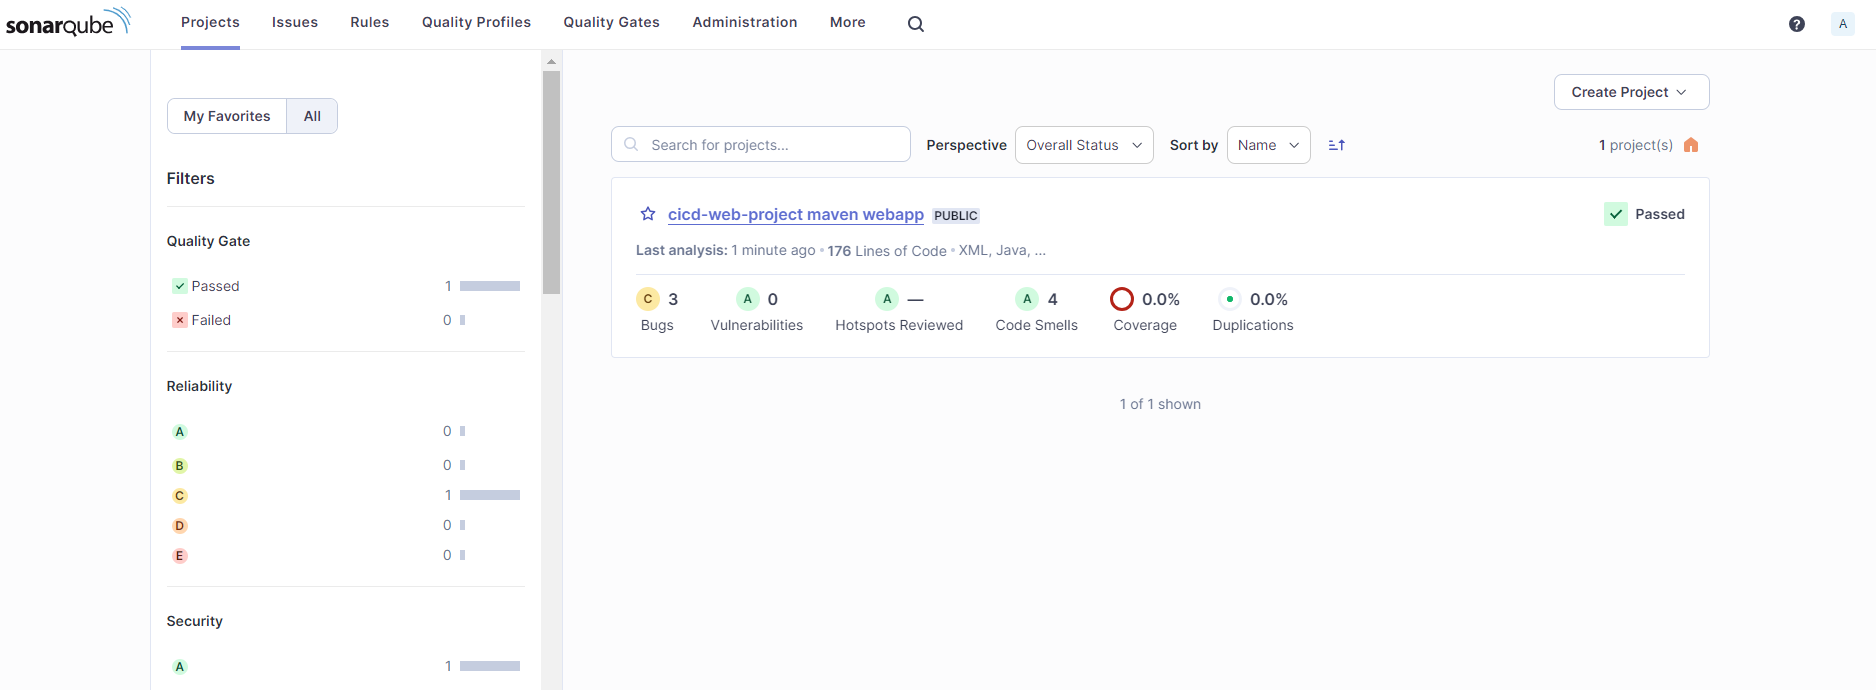 sonarqube Projects Issues Rules Quality Profiles Quality Gates Administration More ? A
My Favorites All
Filters
Quality Gate
Passed 1
Failed 0
Reliability
A 0
B 0
C 1
D 0
E 0
Security
A 1
Create Project
Search for projects... Perspective Overall Status Sort by Name 1 project(s)
cicd-web-project maven webapp PUBLIC Passed
Last analysis: 1 minute ago • 176 Lines of Code • XML, Java, ...
C 3 A 0 A — A 4 0.0% 0.0%
Bugs Vulnerabilities Hotspots Reviewed Code Smells Coverage Duplications
1 of 1 shown